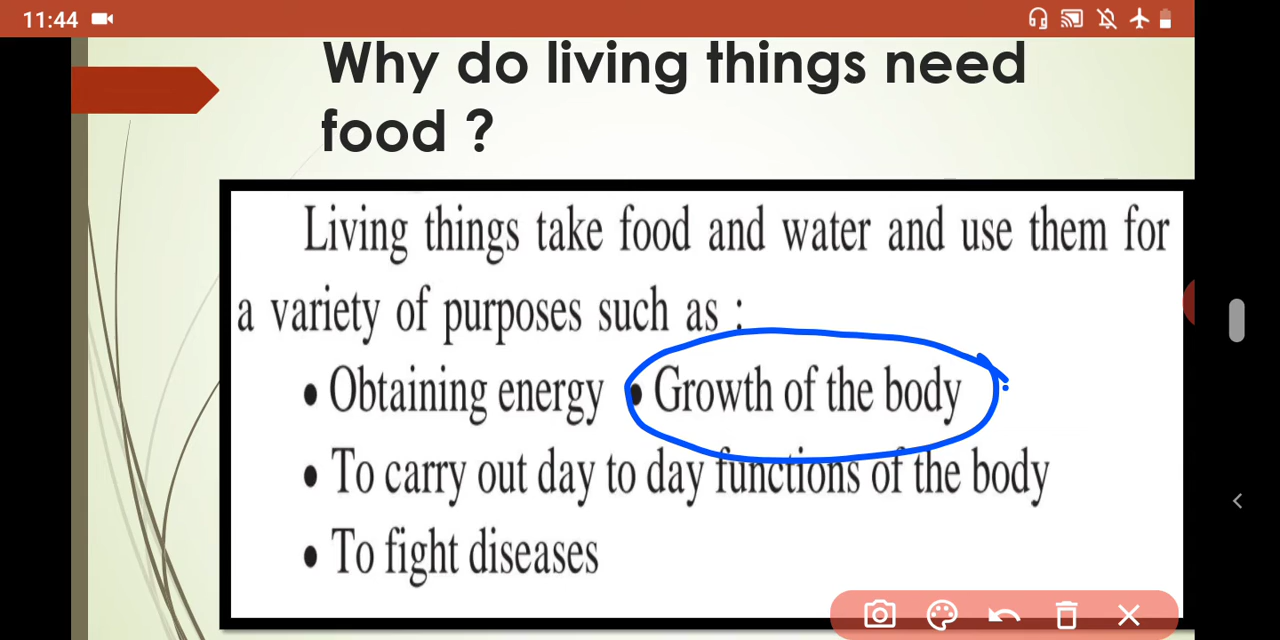 11:44
Why do living things need
food ?
Living things take food and water and use them for
a variety of purposes such as :
• Obtaining energy • Growth of the body
• To carry out day to day functions of the body
• To fight diseases